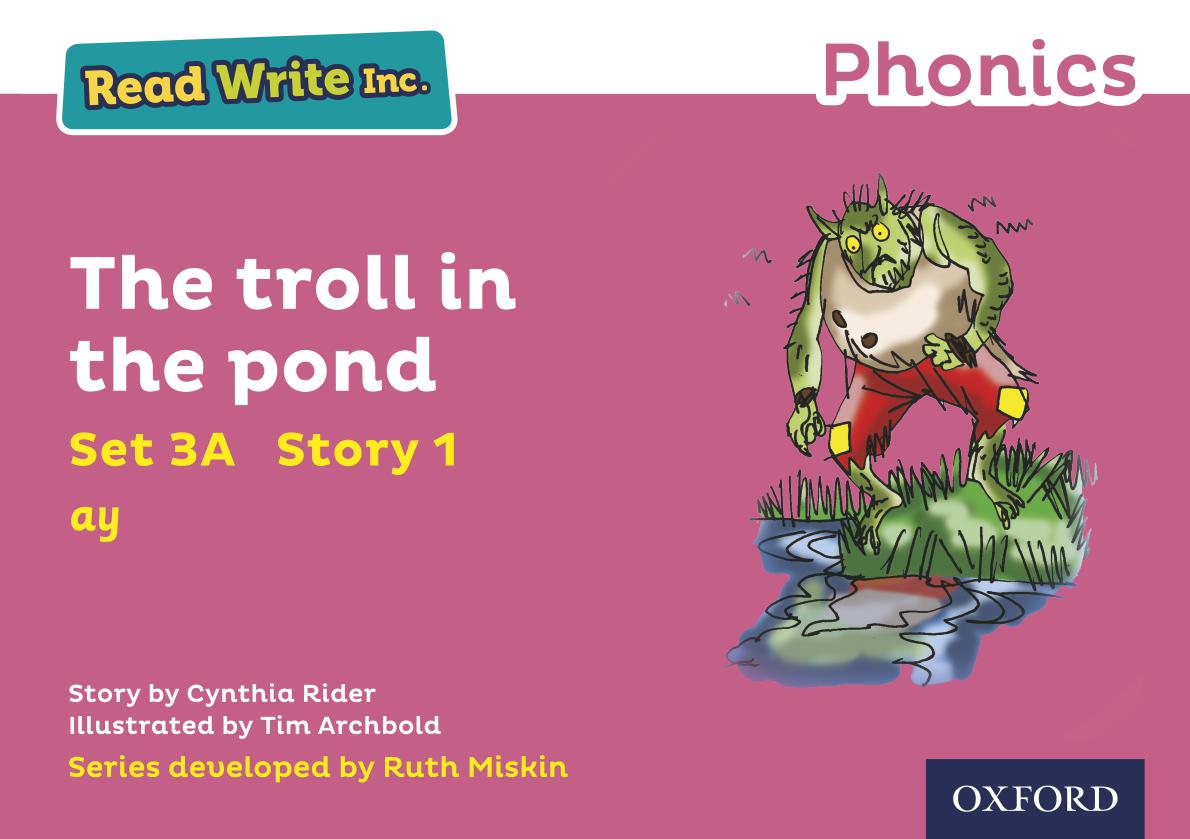 Read Write Inc.
Phonics
The troll in
the pond
Set 3A Story 1
ay
Story by Cynthia Rider
Illustrated by Tim Archbold
Series developed by Ruth Miskin
OXFORD